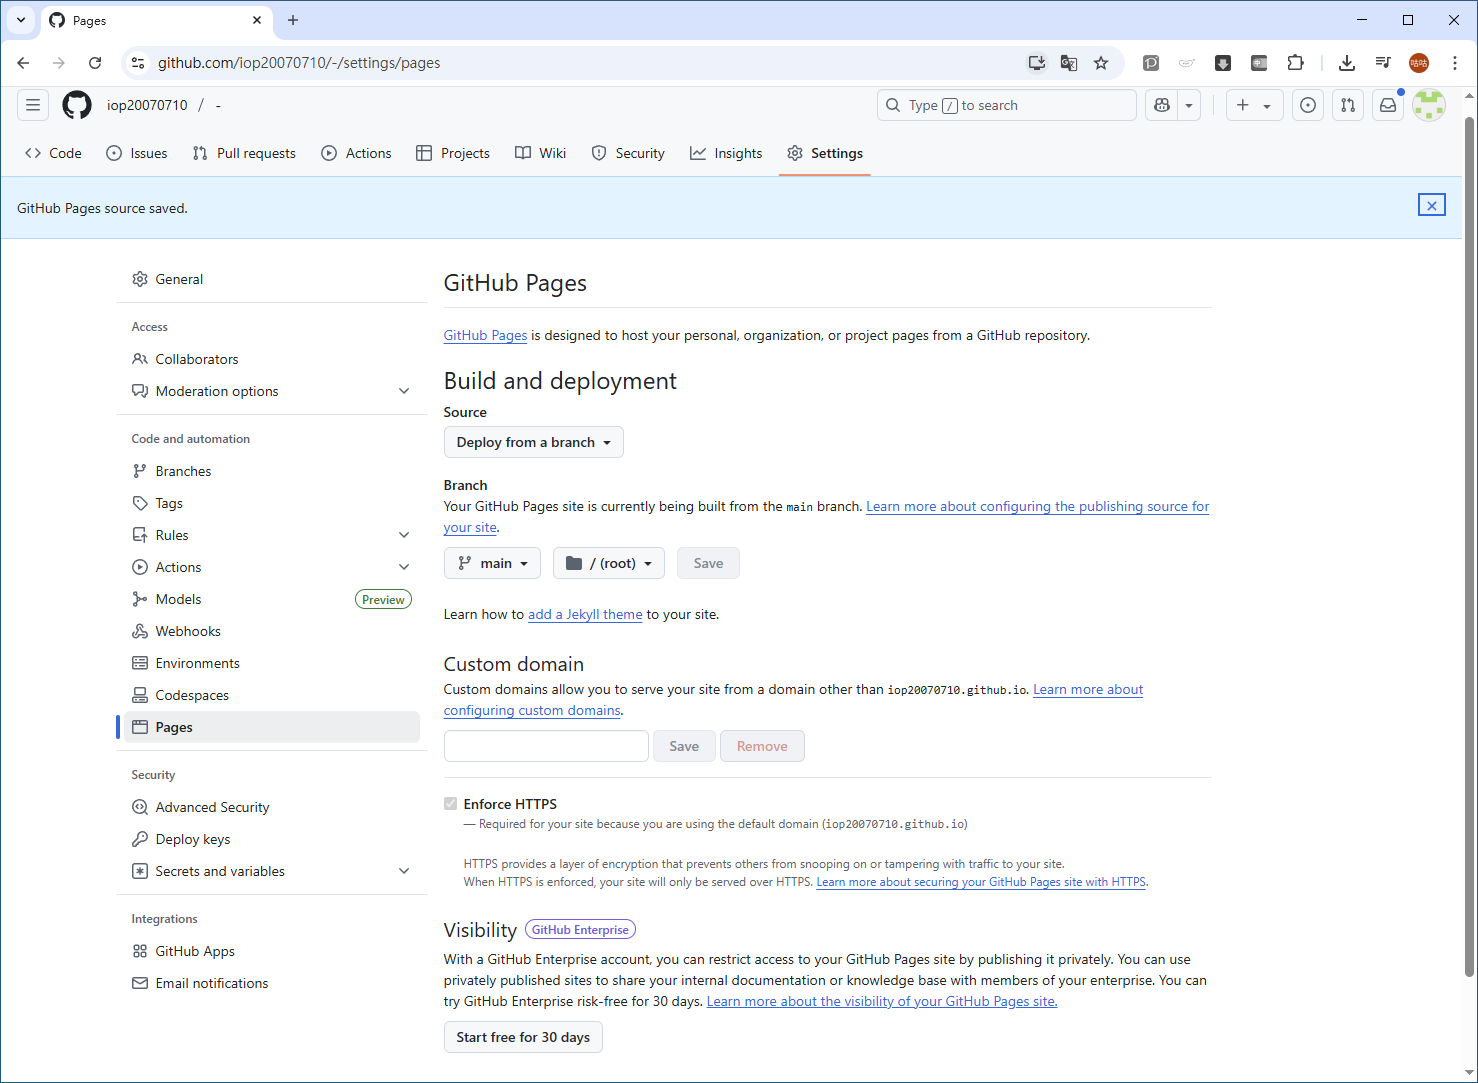 Pages
github.com/iop20070710/-/settings/pages
咕咕
iop20070710 / -
Type / to search
Code
Issues
Pull requests
Actions
Projects
Wiki
Security
Insights
Settings
GitHub Pages source saved.
General
Access
Collaborators
Moderation options
Code and automation
Branches
Tags
Rules
Actions
Models
Preview
Webhooks
Environments
Codespaces
Pages
Security
Advanced Security
Deploy keys
Secrets and variables
Integrations
GitHub Apps
Email notifications
GitHub Pages
GitHub Pages is designed to host your personal, organization, or project pages from a GitHub repository.
Build and deployment
Source
Deploy from a branch
Branch
Your GitHub Pages site is currently being built from the main branch. Learn more about configuring the publishing source for
your site.
main
/ (root)
Save
Learn how to add a Jekyll theme to your site.
Custom domain
Custom domains allow you to serve your site from a domain other than iop20070710.github.io. Learn more about
configuring custom domains.
Save
Remove
Enforce HTTPS
— Required for your site because you are using the default domain (iop20070710.github.io)
HTTPS provides a layer of encryption that prevents others from snooping on or tampering with traffic to your site.
When HTTPS is enforced, your site will only be served over HTTPS. Learn more about securing your GitHub Pages site with HTTPS.
Visibility
GitHub Enterprise
With a GitHub Enterprise account, you can restrict access to your GitHub Pages site by publishing it privately. You can use
privately published sites to share your internal documentation or knowledge base with members of your enterprise. You can
try GitHub Enterprise risk-free for 30 days. Learn more about the visibility of your GitHub Pages site.
Start free for 30 days